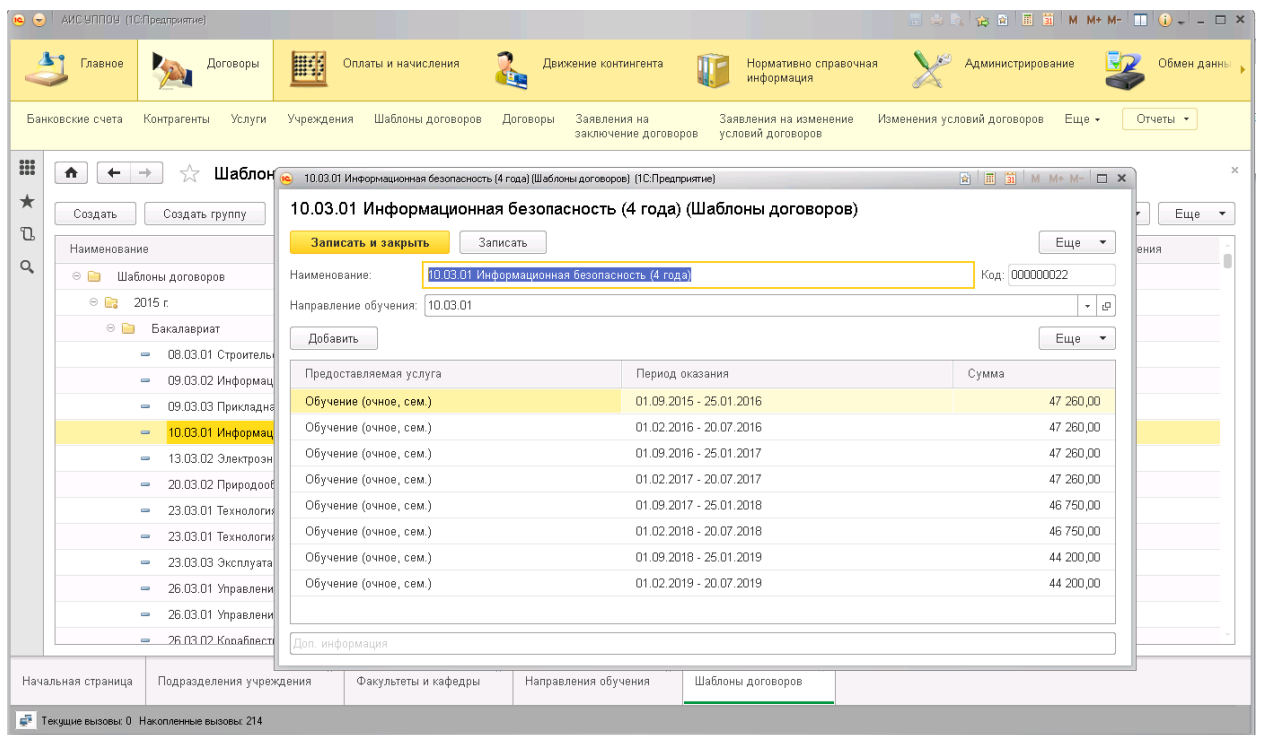 АИС УППОУ (1С:Предприятие)
M M+ M-
Главное
Договоры
Оплаты и начисления
Движение контингента
Нормативно справочная
информация
Администрирование
Обмен данны
Банковские счета
Контрагенты
Услуги
Учреждения
Шаблоны договоров
Договоры
Заявления на
заключение договоров
Заявления на изменение
условий договоров
Изменения условий договоров
Еще
Отчеты
Шаблон
Создать
Создать группу
Еще
Наименование
ения
Шаблоны договоров
2015 г.
Бакалавриат
08.03.01 Строитель
09.03.02 Информац
09.03.03 Прикладна
10.03.01 Информац
13.03.02 Электроэн
20.03.02 Природооб
23.03.01 Технология
23.03.01 Технология
23.03.03 Эксплуата
26.03.01 Управлени
26.03.01 Управлени
26.03.02 Кораблест
10.03.01 Информационная безопасность (4 года) (Шаблоны договоров) (1С:Предприятие)
M M+ M-
10.03.01 Информационная безопасность (4 года) (Шаблоны договоров)
Записать и закрыть
Записать
Еще
Наименование:
10.03.01 Информационная безопасность (4 года)
Код: 000000022
Направление обучения: 10.03.01
Добавить
Еще
Предоставляемая услуга Период оказания Сумма
Обучение (очное, сем.) 01.09.2015 - 25.01.2016 47 260,00
Обучение (очное, сем.) 01.02.2016 - 20.07.2016 47 260,00
Обучение (очное, сем.) 01.09.2016 - 25.01.2017 47 260,00
Обучение (очное, сем.) 01.02.2017 - 20.07.2017 47 260,00
Обучение (очное, сем.) 01.09.2017 - 25.01.2018 46 750,00
Обучение (очное, сем.) 01.02.2018 - 20.07.2018 46 750,00
Обучение (очное, сем.) 01.09.2018 - 25.01.2019 44 200,00
Обучение (очное, сем.) 01.02.2019 - 20.07.2019 44 200,00
Доп. информация
Начальная страница
Подразделения учреждения
Факультеты и кафедры
Направления обучения
Шаблоны договоров
Текущие вызовы: 0 Накопленные вызовы: 214